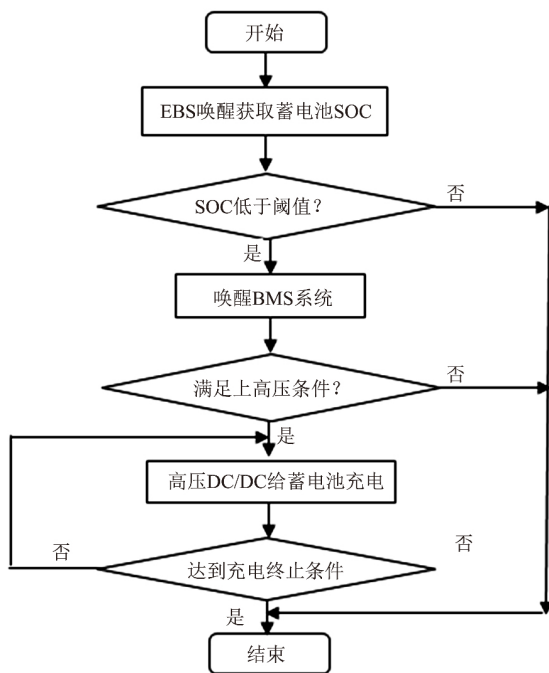 开始
EBS唤醒获取蓄电池SOC
SOC低于阈值?
否
是
唤醒BMS系统
满足上高压条件?
否
是
高压DC/DC给蓄电池充电
否
达到充电终止条件
否
是
结束